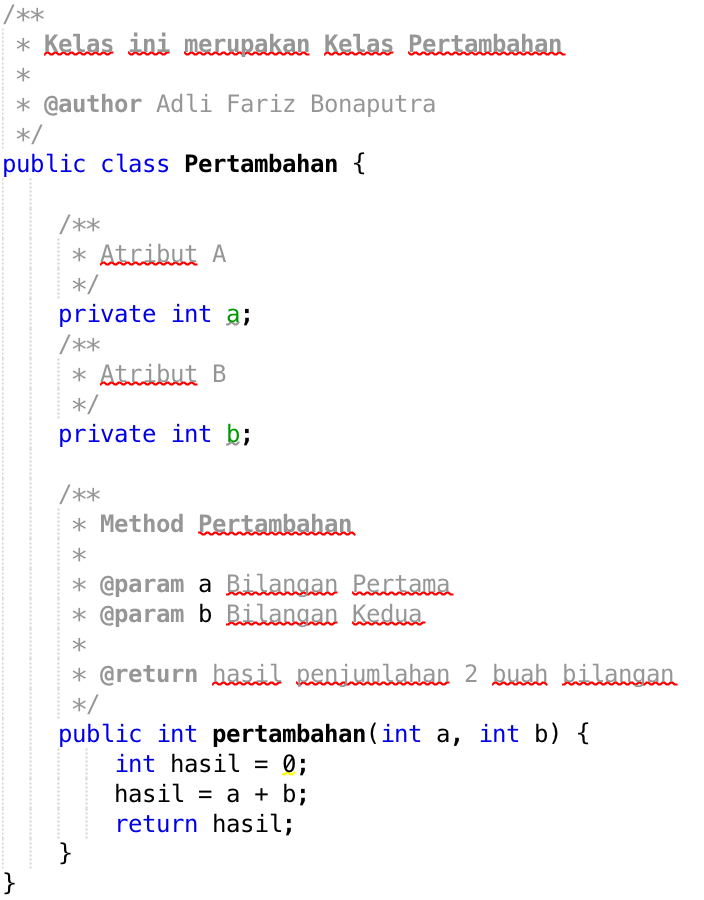 /**
 * Kelas ini merupakan Kelas Pertambahan
 *
 * @author Adli Fariz Bonaputra
 */
public class Pertambahan {

    /**
     * Atribut A
     */
    private int a;
    /**
     * Atribut B
     */
    private int b;

    /**
     * Method Pertambahan
     *
     * @param a Bilangan Pertama
     * @param b Bilangan Kedua
     *
     * @return hasil penjumlahan 2 buah bilangan
     */
    public int pertambahan(int a, int b) {
        int hasil = 0;
        hasil = a + b;
        return hasil;
    }
}